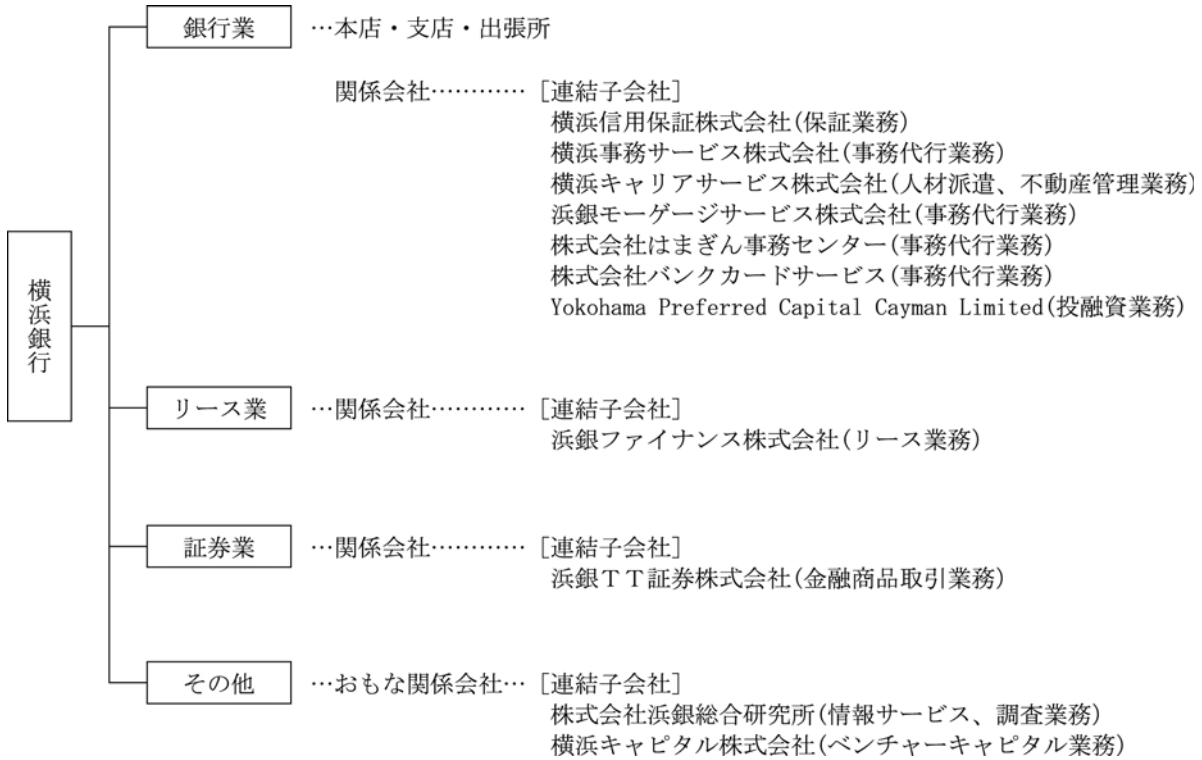 銀行業 …本店・支店・出張所
関係会社………… [連結子会社]
横浜信用保証株式会社(保証業務)
横浜事務サービス株式会社(事務代行業務)
横浜キャリアサービス株式会社(人材派遣、不動産管理業務)
浜銀モーゲージサービス株式会社(事務代行業務)
株式会社はまぎん事務センター(事務代行業務)
株式会社バンクカードサービス(事務代行業務)
Yokohama Preferred Capital Cayman Limited(投融資業務)
横浜銀行
リース業 …関係会社………… [連結子会社]
浜銀ファイナンス株式会社(リース業務)
証券業 …関係会社………… [連結子会社]
浜銀TT証券株式会社(金融商品取引業務)
その他 …おもな関係会社… [連結子会社]
株式会社浜銀総合研究所(情報サービス、調査業務)
横浜キャピタル株式会社(ベンチャーキャピタル業務)